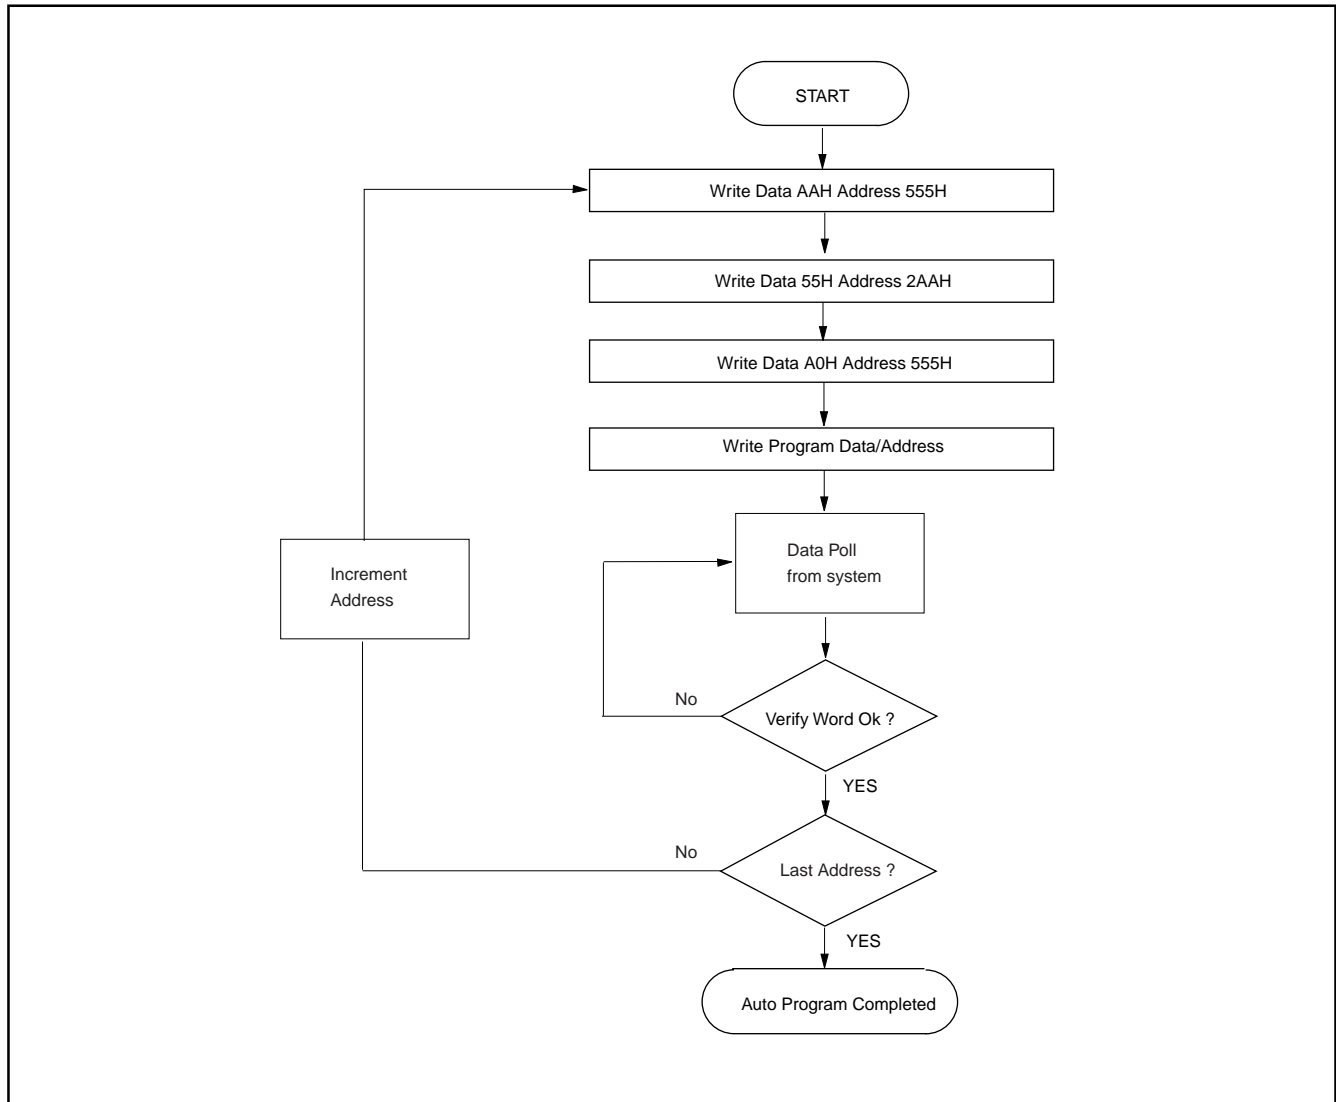 START
Write Data AAH Address 555H
Write Data 55H Address 2AAH
Write Data A0H Address 555H
Write Program Data/Address
Data Poll
from system
Increment
Address
No
Verify Word Ok ?
YES
No
Last Address ?
YES
Auto Program Completed